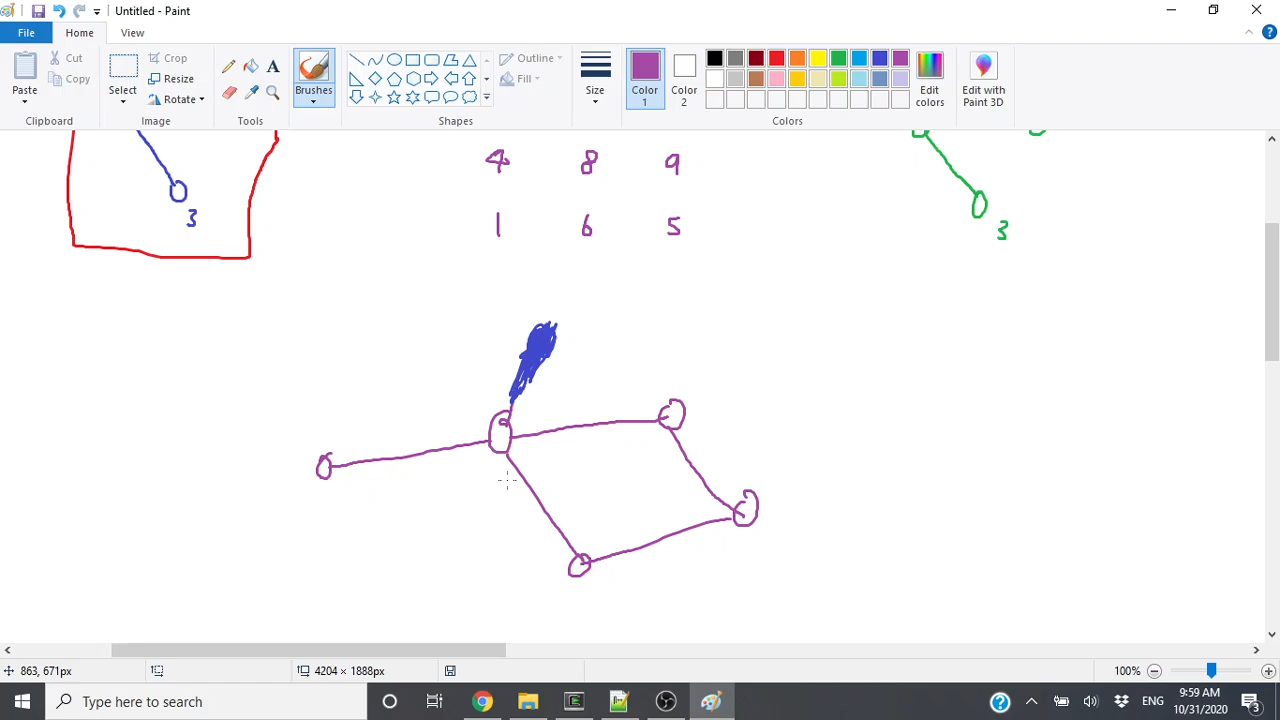 Untitled - Paint
File Home View
Paste Cut Copy Clipboard
Select Crop Resize Rotate Image
Tools
Brushes
Outline Fill Shapes
Size
Color 1 Color 2 Edit colors Edit with Paint 3D Colors
4 8 9
3
1 6 5
3
863, 671px 4204 × 1888px 100%
Type here to search
ENG 9:59 AM 10/31/2020 3